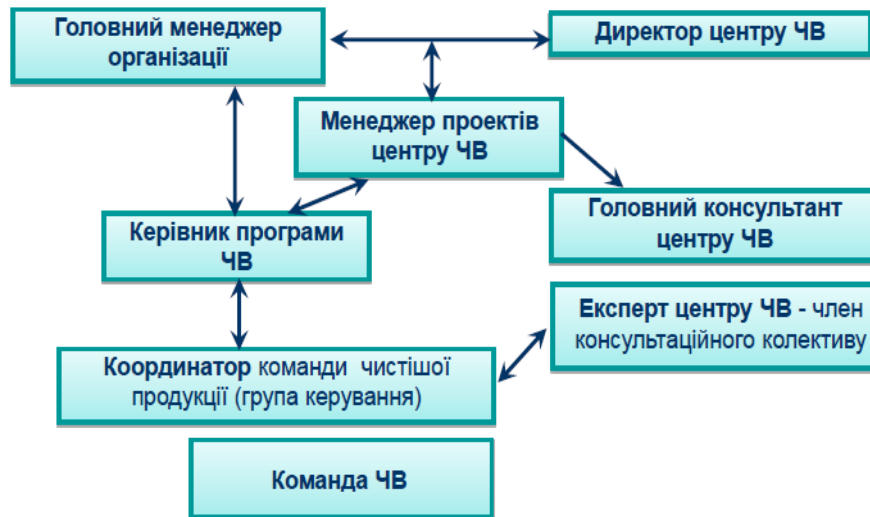 Головний менеджер
організації
Директор центру ЧВ
Менеджер проектів
центру ЧВ
Головний консультант
центру ЧВ
Керівник програми
ЧВ
Експерт центру ЧВ - член
консультаційного колективу
Координатор команди чистішої
продукції (група керування)
Команда ЧВ